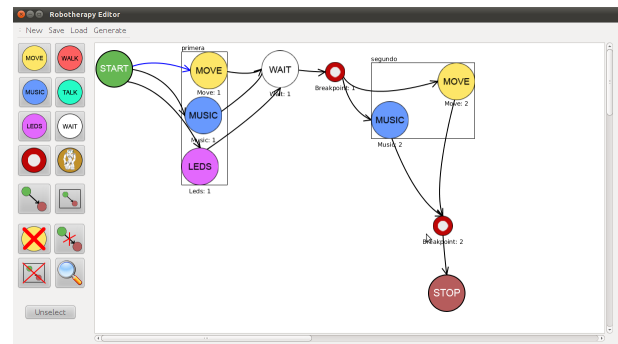 Robotherapy Editor
New Save Load Generate
MOVE WALK
MUSIC TALK
LEDS WAIT
Unselect
primera
START
MOVE
Move: 1
MUSIC
Music: 1
LEDS
Leds: 1
WAIT
Wait: 1
Breakpoint: 1
segundo
MOVE
Move: 2
MUSIC
Music: 2
Breakpoint: 2
STOP